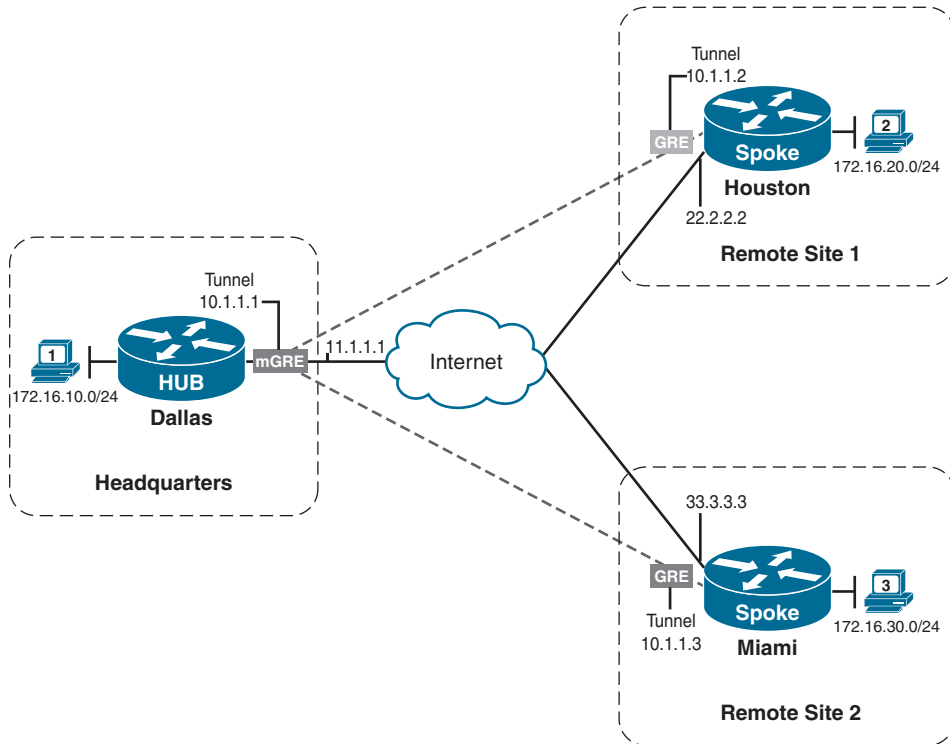 Tunnel
10.1.1.2
GRE
2
Spoke
172.16.20.0/24
Houston
22.2.2.2
Remote Site 1
Tunnel
10.1.1.1
1
mGRE
11.1.1.1
Internet
HUB
172.16.10.0/24
Dallas
Headquarters
33.3.3.3
GRE
3
Spoke
Tunnel
10.1.1.3
172.16.30.0/24
Miami
Remote Site 2